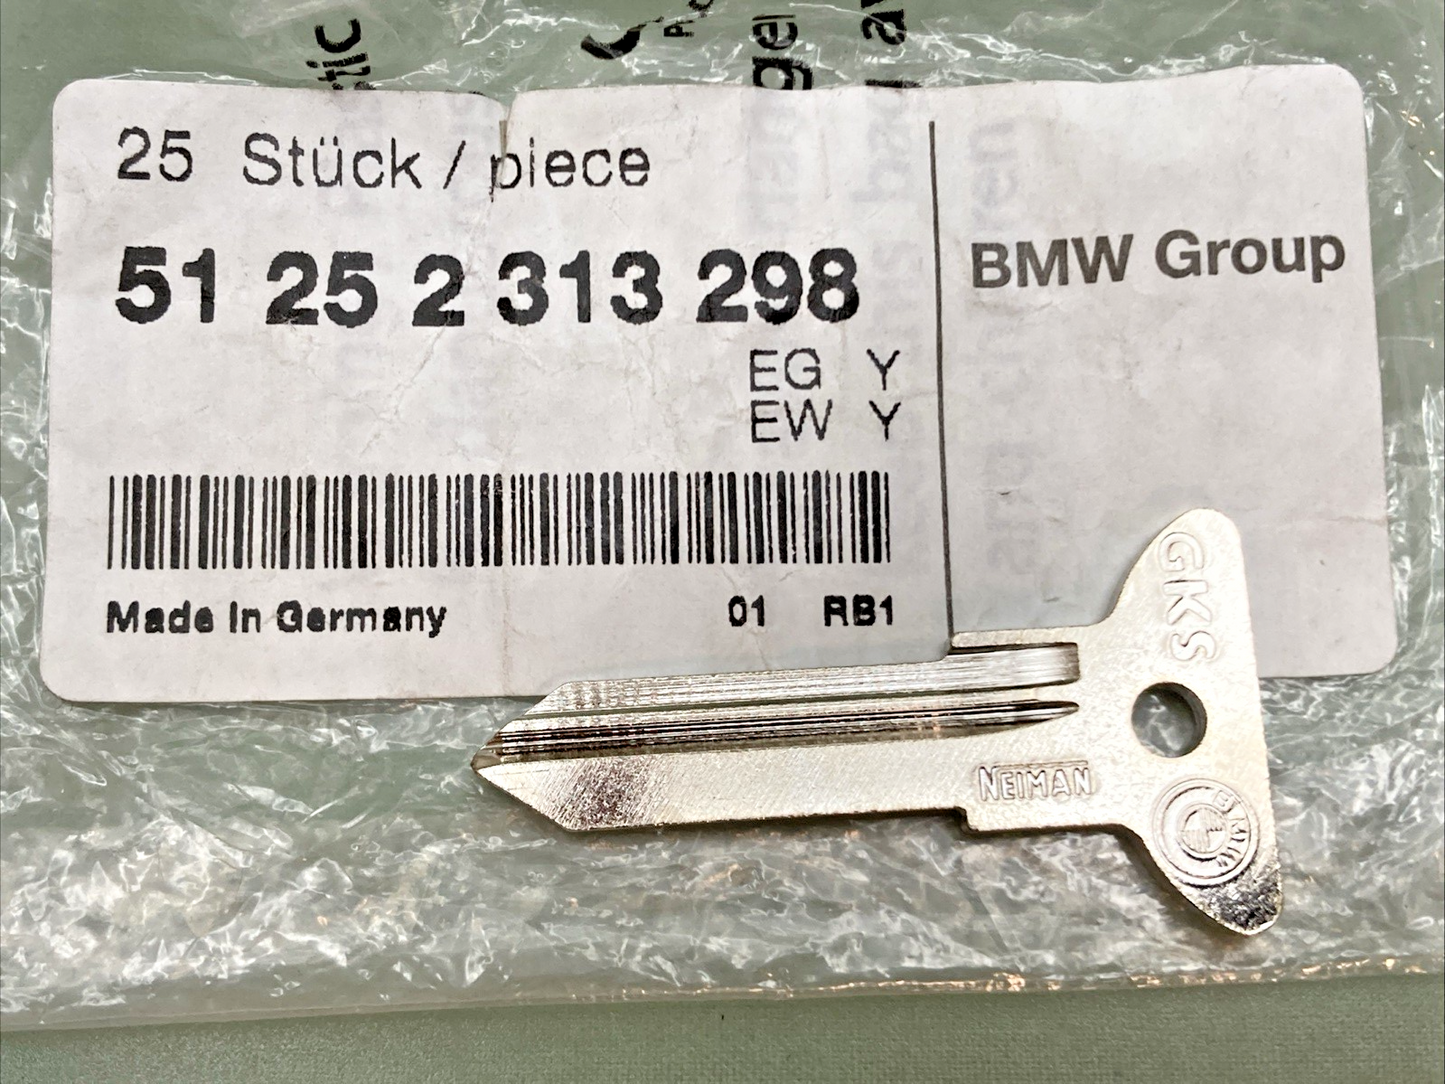 25 Stück / piece
51 25 2 313 298
EG Y
EW Y
BMW Group
Made In Germany 01 RB1
GKS
NEIMAN
BMW